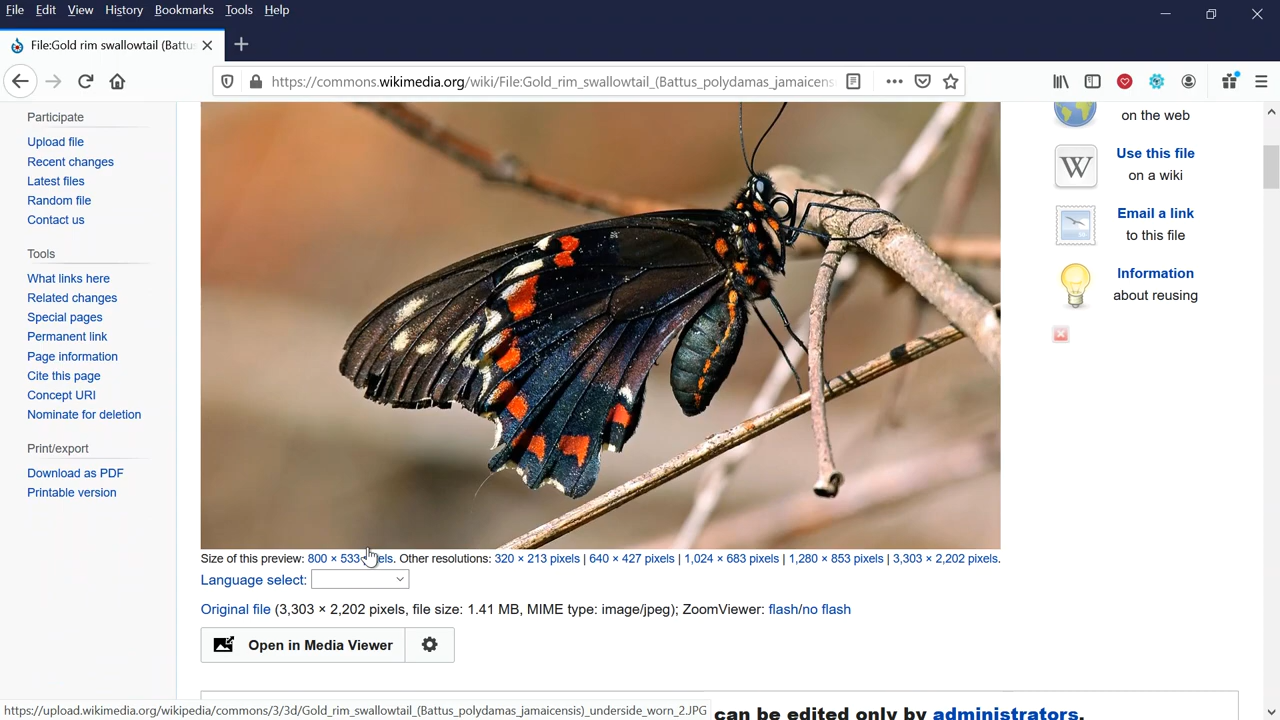 File Edit View History Bookmarks Tools Help
File:Gold rim swallowtail (Battus
https://commons.wikimedia.org/wiki/File:Gold_rim_swallowtail_(Battus_polydamas_jamaicens
Participate
Upload file
Recent changes
Latest files
Random file
Contact us
Tools
What links here
Related changes
Special pages
Permanent link
Page information
Cite this page
Concept URI
Nominate for deletion
Print/export
Download as PDF
Printable version
on the web
W
Use this file
on a wiki
Email a link
to this file
Information
about reusing
Size of this preview: 800 × 533 els. Other resolutions: 320 × 213 pixels | 640 × 427 pixels | 1,024 × 683 pixels | 1,280 × 853 pixels | 3,303 × 2,202 pixels.
Language select:
Original file (3,303 × 2,202 pixels, file size: 1.41 MB, MIME type: image/jpeg); ZoomViewer: flash/no flash
Open in Media Viewer
https://upload.wikimedia.org/wikipedia/commons/3/3d/Gold_rim_swallowtail_(Battus_polydamas_jamaicensis)_underside_worn_2.JPG
can be edited only by administrators.